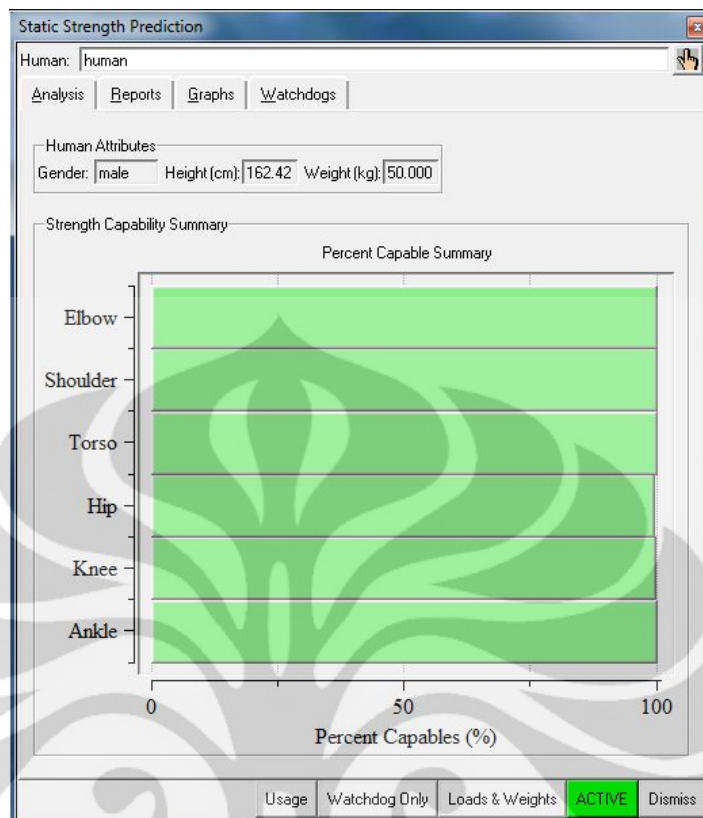 Static Strength Prediction
Human: human
Analysis Reports Graphs Watchdogs
Human Attributes
Gender: male Height (cm): 162.42 Weight (kg): 50.000
Strength Capability Summary
Percent Capable Summary
Elbow
Shoulder
Torso
Hip
Knee
Ankle
0 50 100
Percent Capables (%)
Usage Watchdog Only Loads & Weights ACTIVE Dismiss